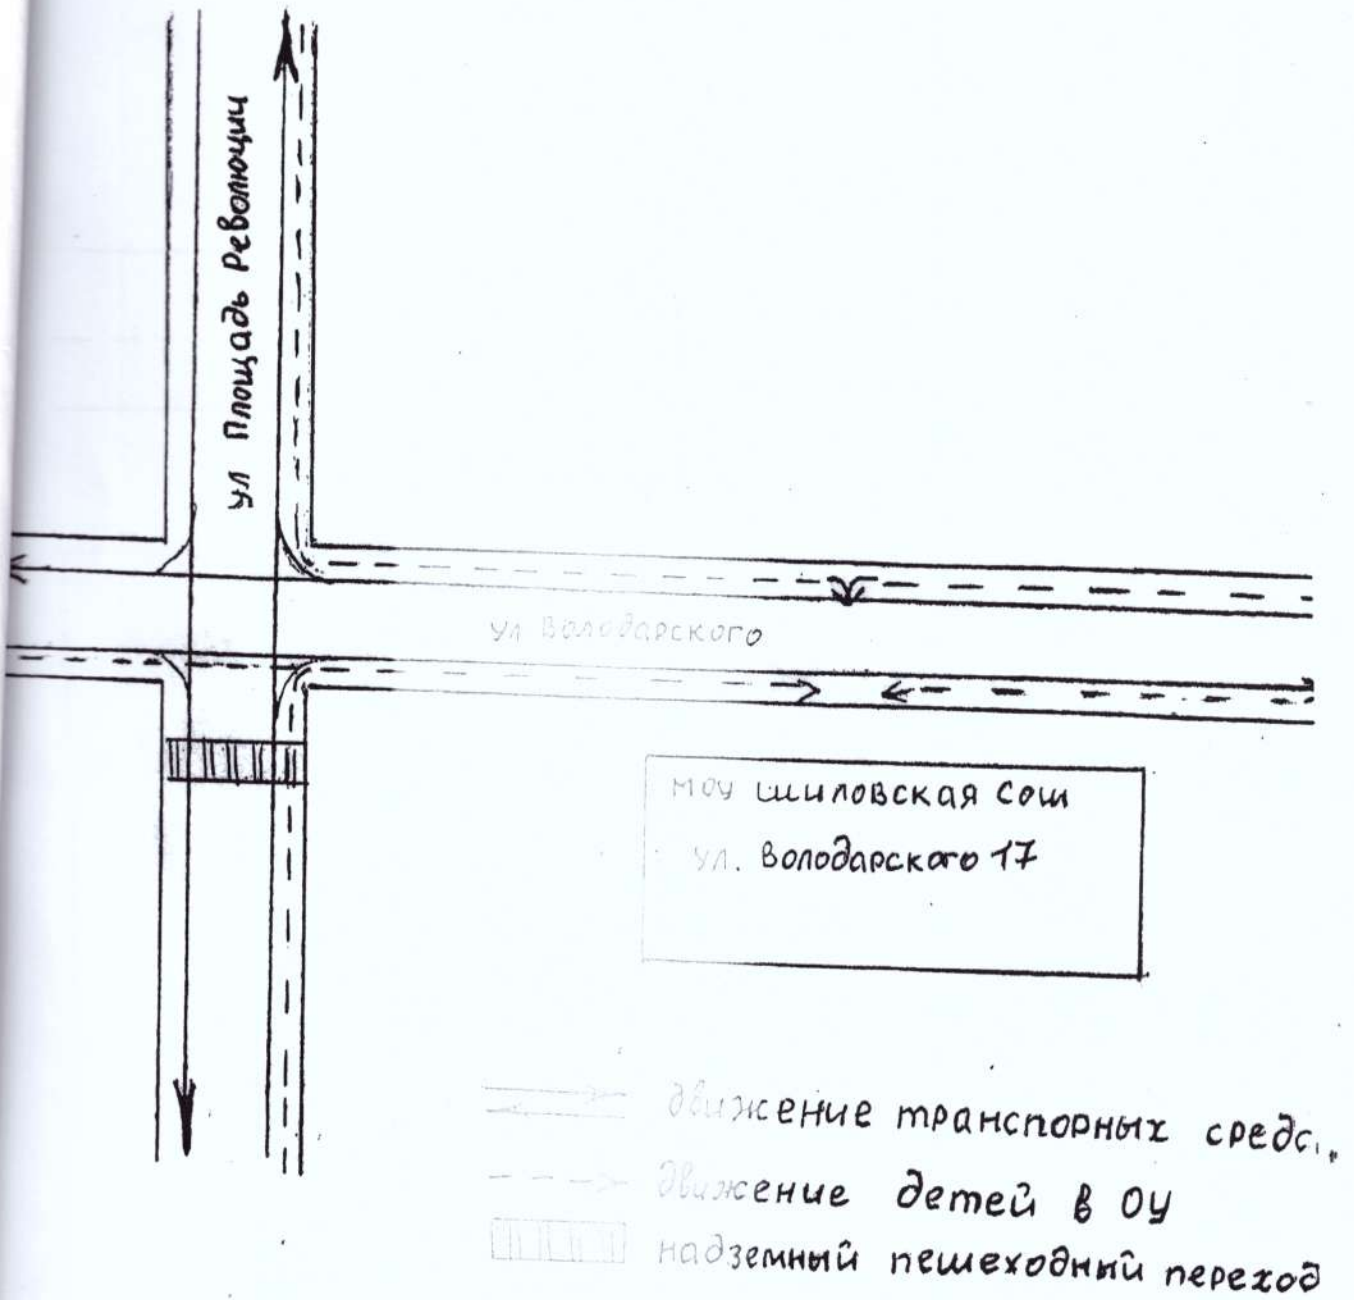 ул Площадь Революции
ул Володарского
МОУ Шиловская Сош
ул. Володарского 17
движение транспорных средс..
движение детей в ОУ
надземный пешеходный переход